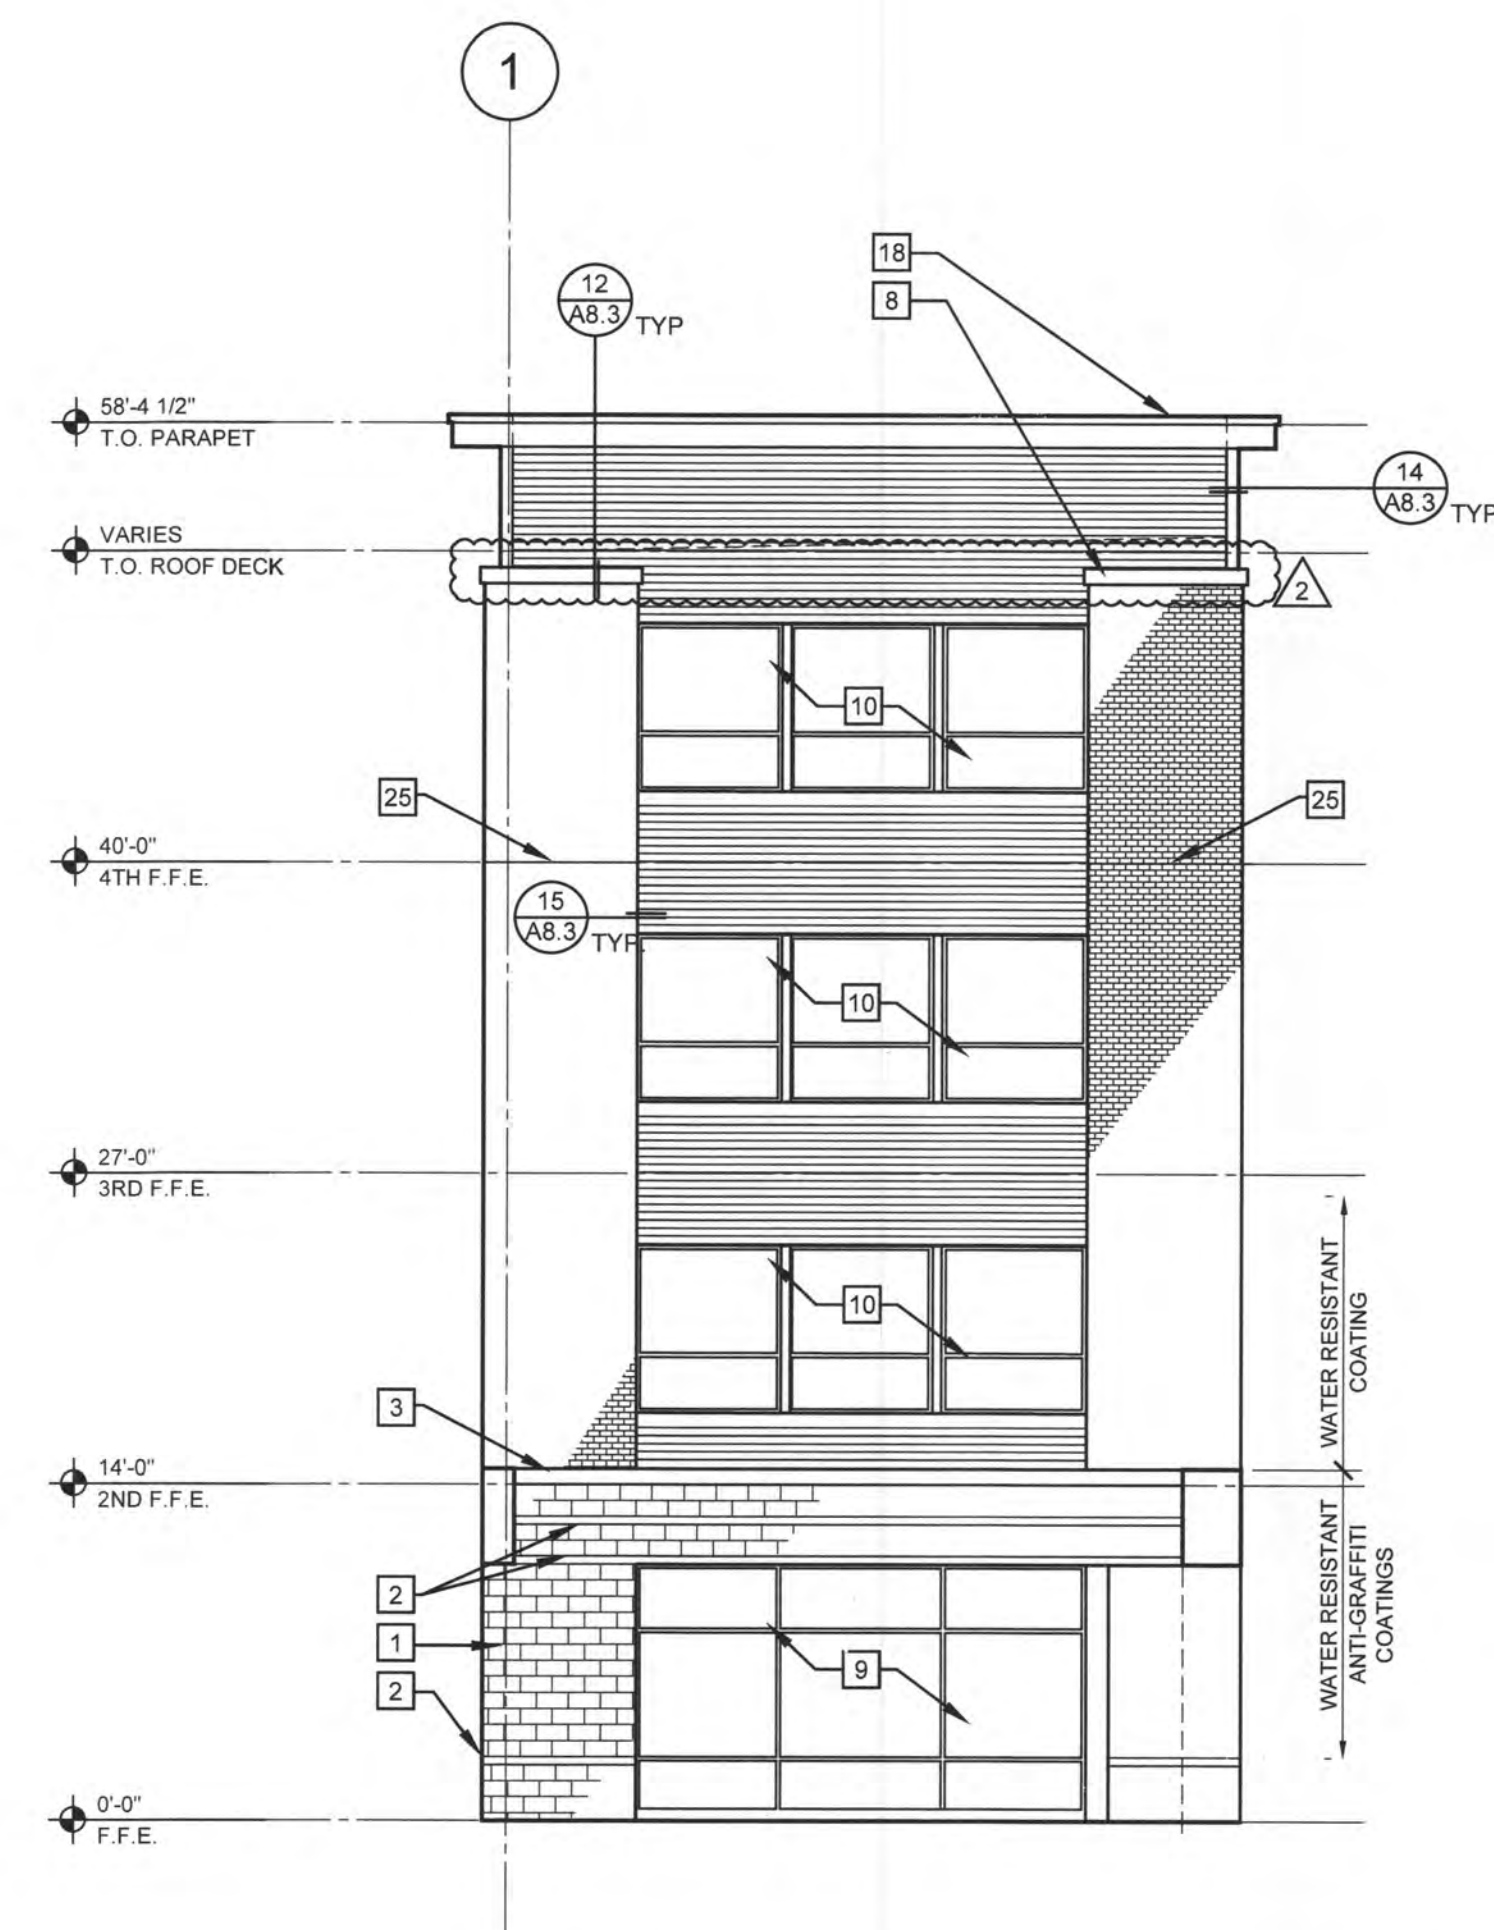 1
18
12
A8.3 TYP
8
58'-4 1/2"
T.O. PARAPET
14
A8.3 TYP
VARIES
T.O. ROOF DECK
2
10
25
25
40'-0"
4TH F.F.E.
15
A8.3 TYP.
10
27'-0"
3RD F.F.E.
WATER RESISTANT
COATING
10
3
14'-0"
2ND F.F.E.
WATER RESISTANT
ANTI-GRAFFITI
COATINGS
2
1
9
2
0'-0"
F.F.E.